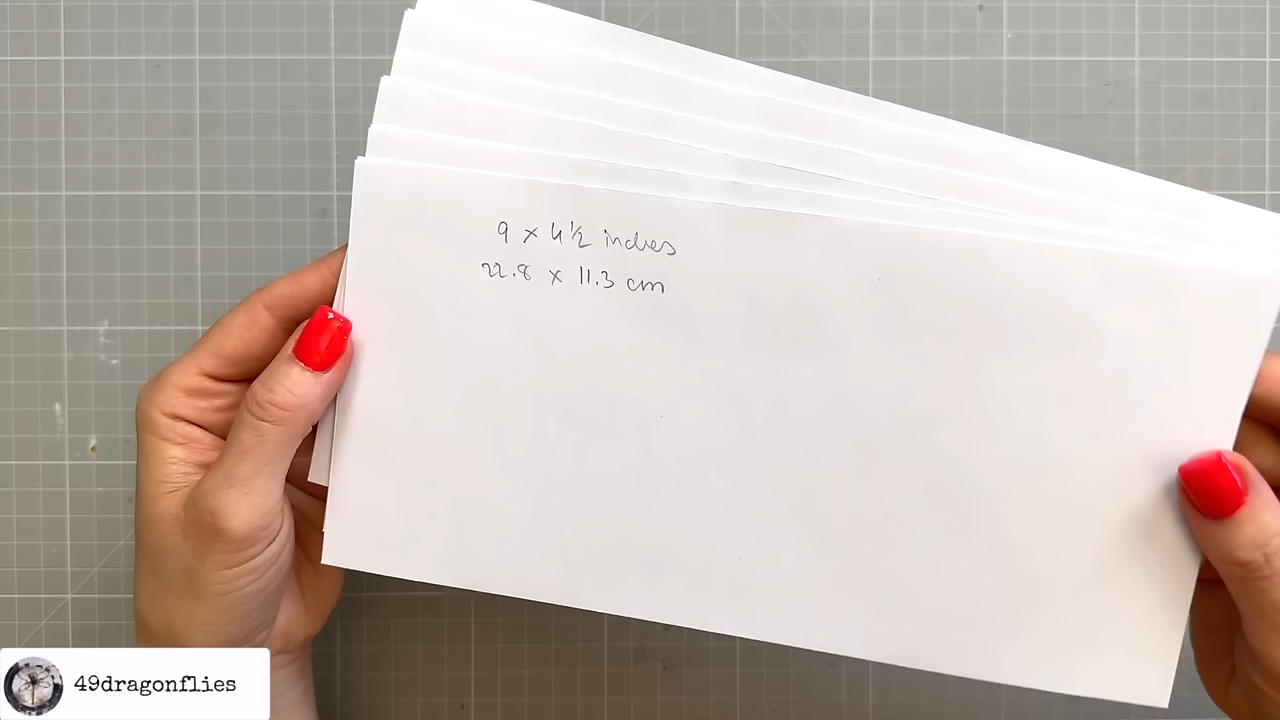 9 x 4½ inches
22.8 x 11.3 cm
49dragonflies